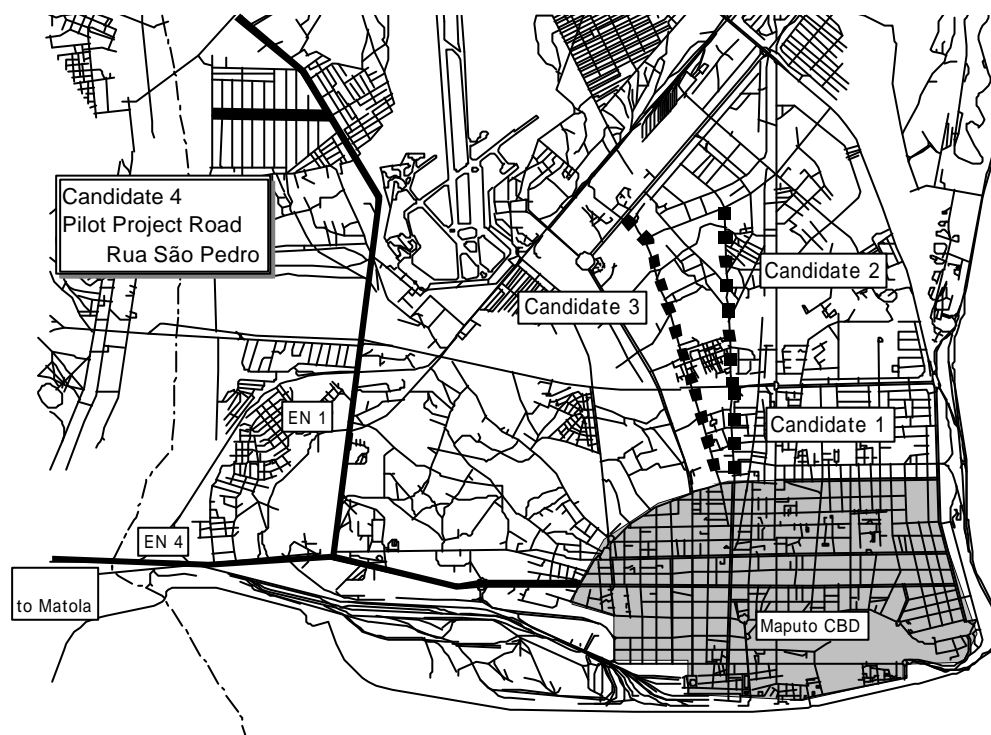 Candidate 4
Pilot Project Road
Rua São Pedro
Candidate 2
Candidate 3
EN 1
Candidate 1
EN 4
to Matola
Maputo CBD